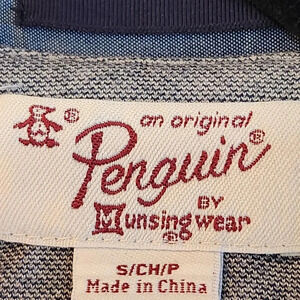 ®
an original
Penguin®
BY
Munsingwear
®
S/CH/P
Made in China